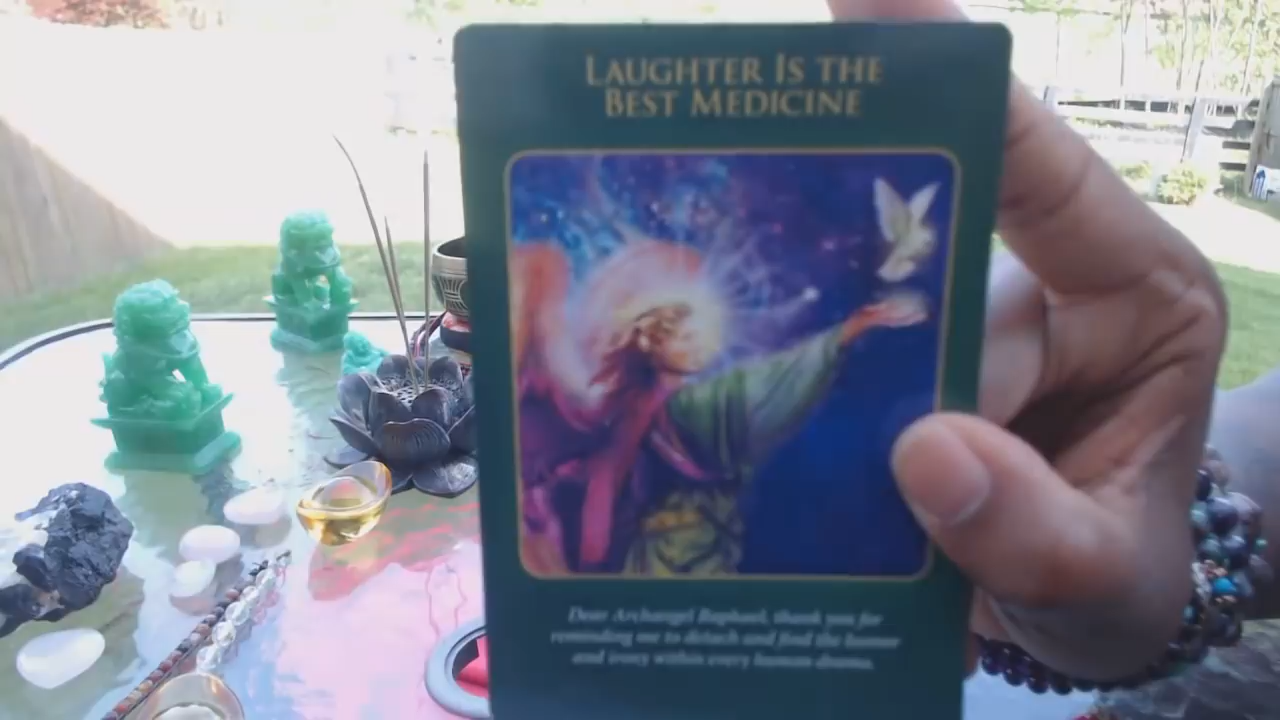 LAUGHTER IS THE
BEST MEDICINE
Dear Archangel Raphael, thank you for
reminding me to detach and find the humor
and irony within every human drama.